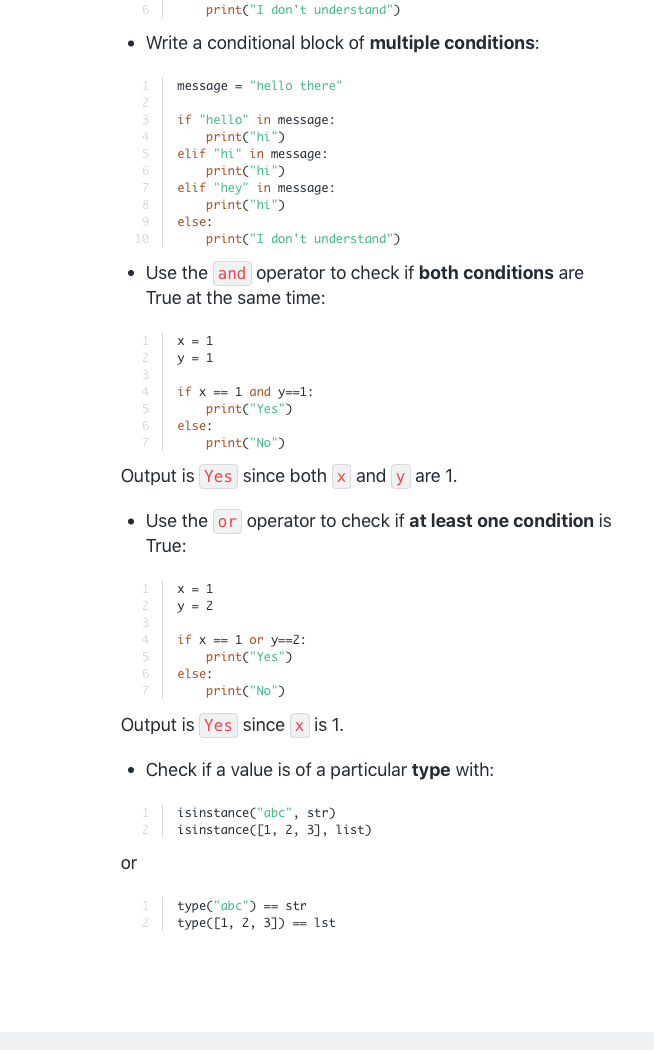 6 print("I don't understand")
• Write a conditional block of multiple conditions:
1 message = "hello there"
2
3 if "hello" in message:
4     print("hi")
5 elif "hi" in message:
6     print("hi")
7 elif "hey" in message:
8     print("hi")
9 else:
10     print("I don't understand")
• Use the and operator to check if both conditions are
True at the same time:
1 x = 1
2 y = 1
3
4 if x == 1 and y==1:
5     print("Yes")
6 else:
7     print("No")
Output is Yes since both x and y are 1.
• Use the or operator to check if at least one condition is
True:
1 x = 1
2 y = 2
3
4 if x == 1 or y==2:
5     print("Yes")
6 else:
7     print("No")
Output is Yes since x is 1.
• Check if a value is of a particular type with:
1 isinstance("abc", str)
2 isinstance([1, 2, 3], list)
or
1 type("abc") == str
2 type([1, 2, 3]) == lst